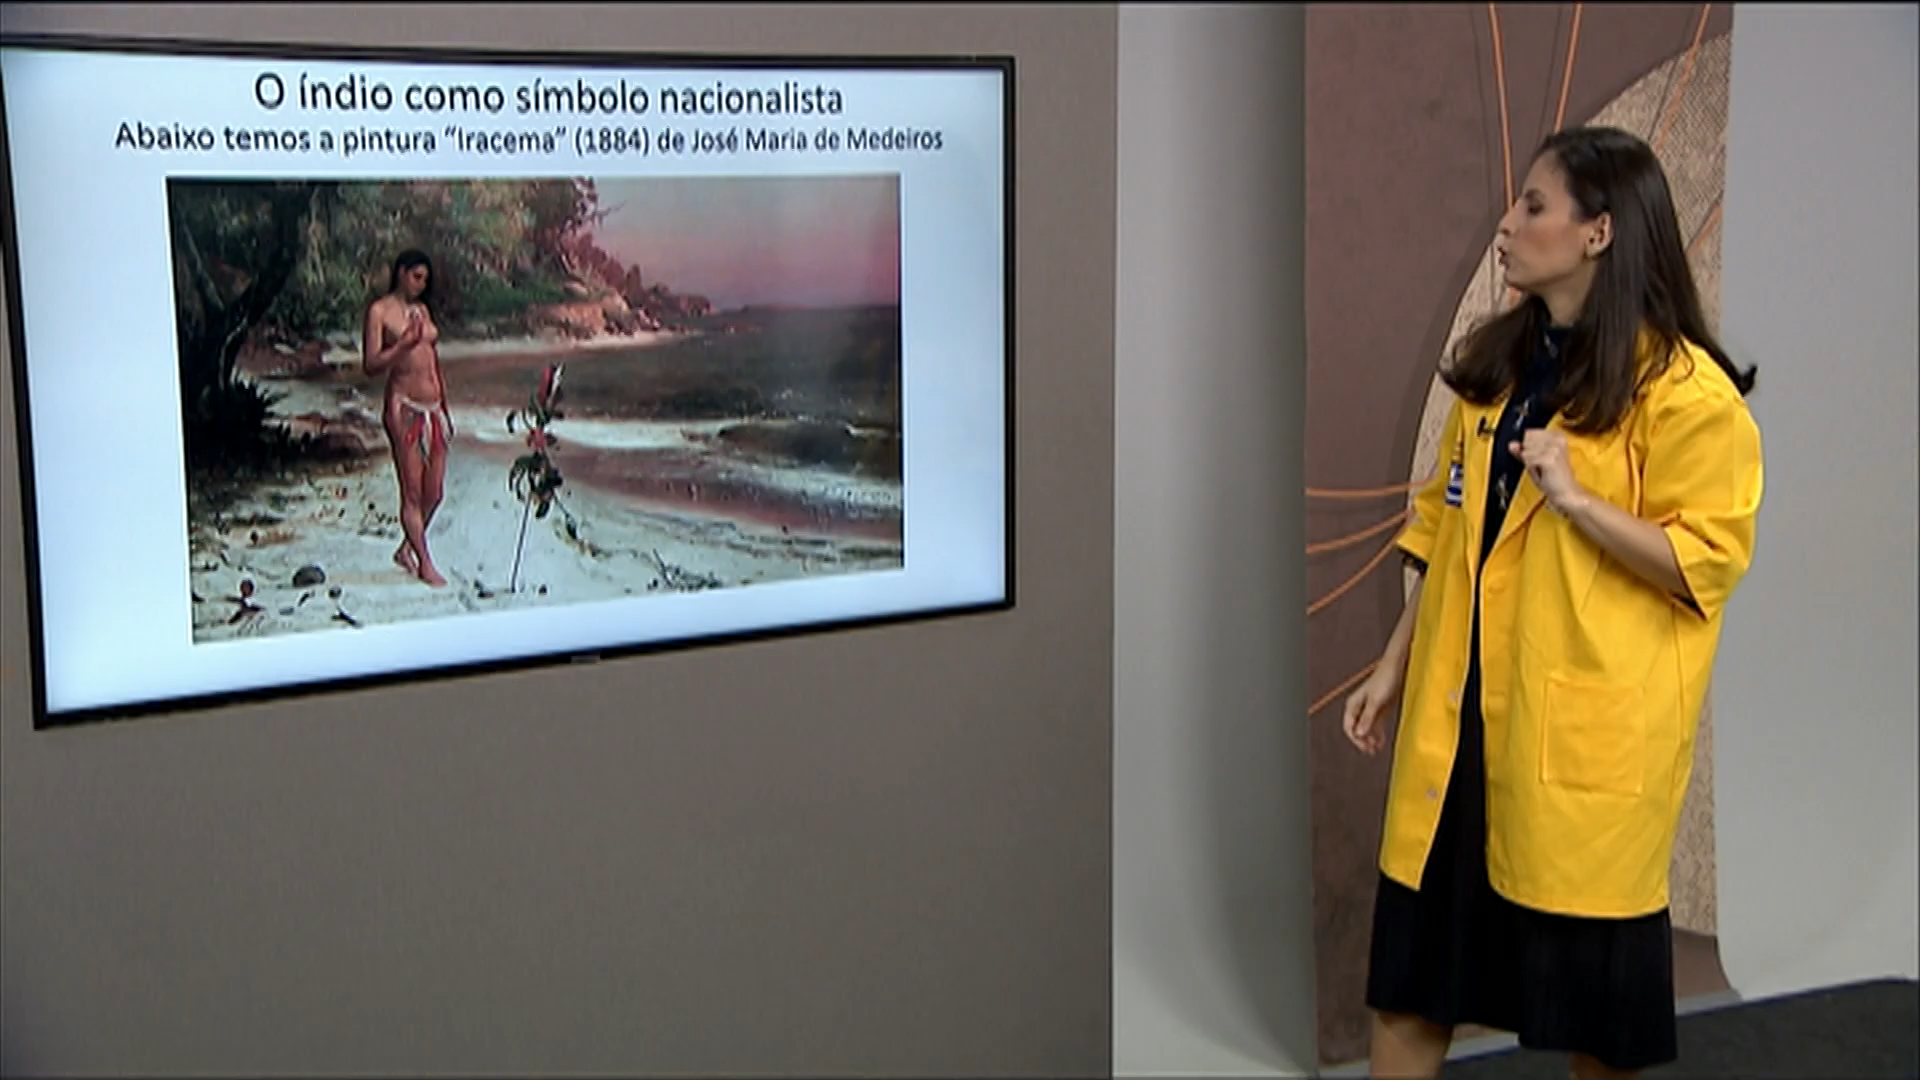 O índio como símbolo nacionalista
Abaixo temos a pintura “Iracema” (1884) de José Maria de Medeiros